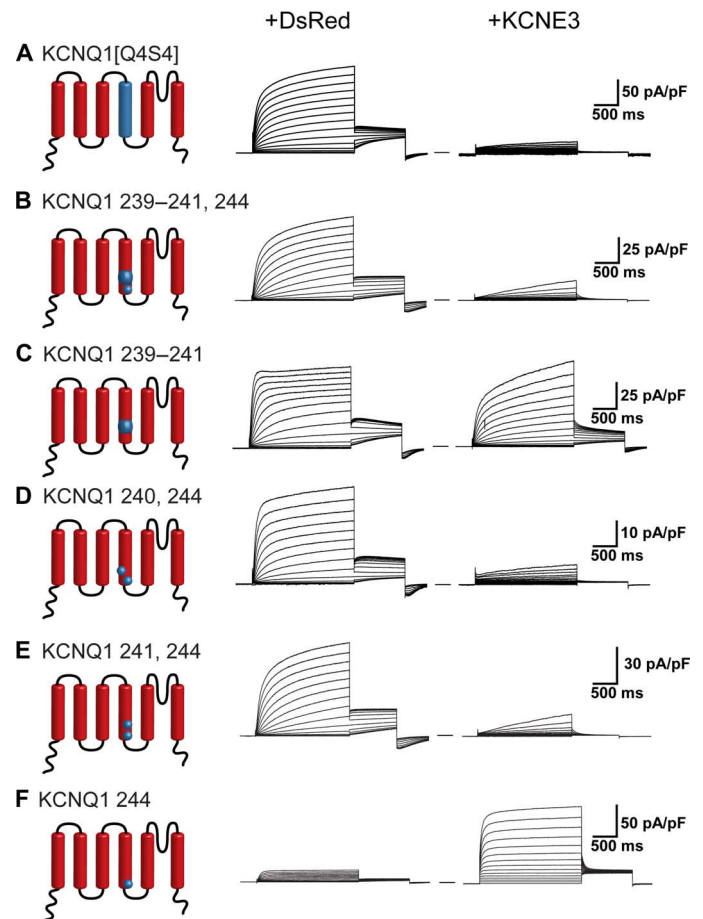 +DsRed +KCNE3
A KCNQ1[Q4S4]
50 pA/pF
500 ms
B KCNQ1 239–241, 244
25 pA/pF
500 ms
C KCNQ1 239–241
25 pA/pF
500 ms
D KCNQ1 240, 244
10 pA/pF
500 ms
E KCNQ1 241, 244
30 pA/pF
500 ms
F KCNQ1 244
50 pA/pF
500 ms